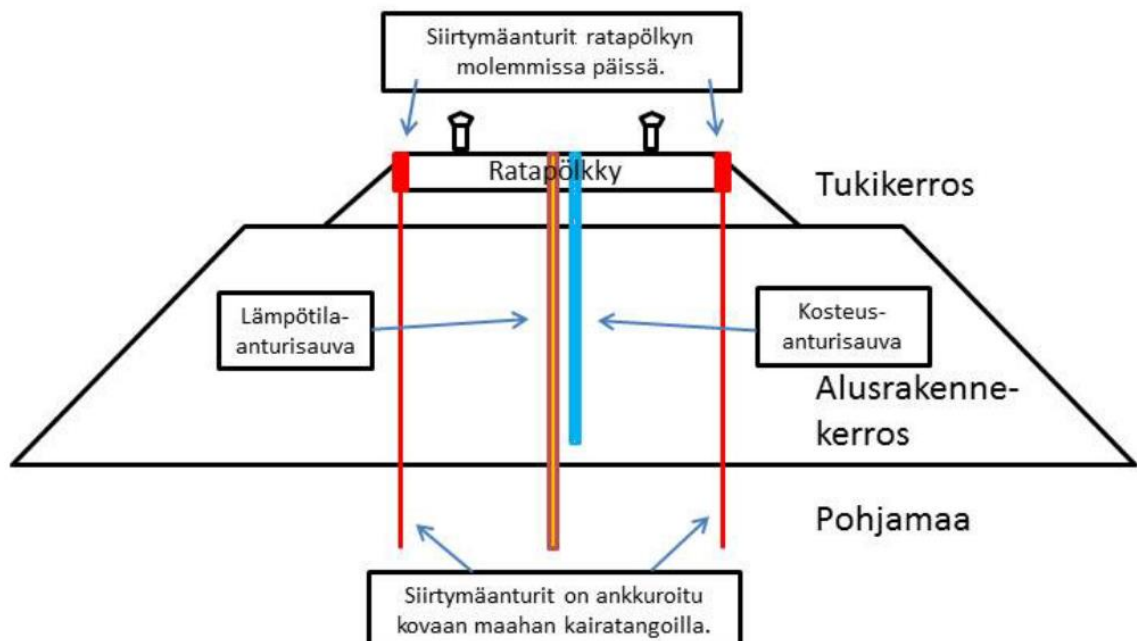 Siirtymäanturit ratapölkyn
molemmissa päissä.
Ratapölkky
Tukikerros
Lämpötila-
anturisauva
Kosteus-
anturisauva
Alusrakenne-
kerros
Pohjamaa
Siirtymäanturit on ankkuroitu
kovaan maahan kairatangoilla.